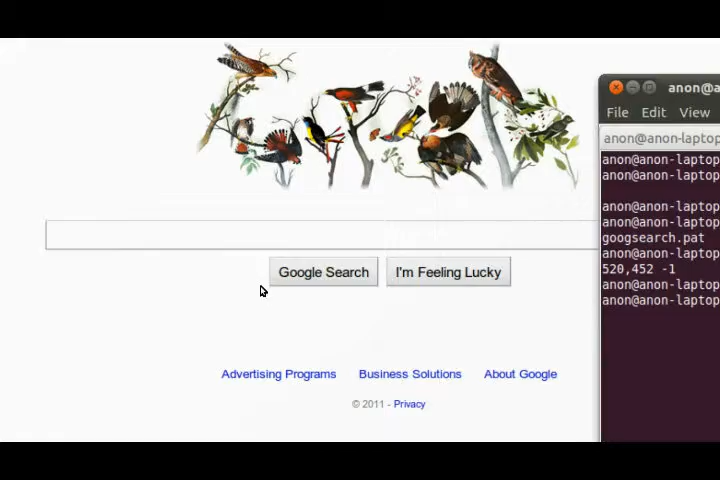 Google Search
I'm Feeling Lucky
Advertising Programs
Business Solutions
About Google
© 2011 - Privacy
anon@a
File Edit View
anon@anon-laptop
anon@anon-laptop
anon@anon-laptop
anon@anon-laptop
anon@anon-laptop
googsearch.pat
anon@anon-laptop
520,452 -1
anon@anon-laptop
anon@anon-laptop